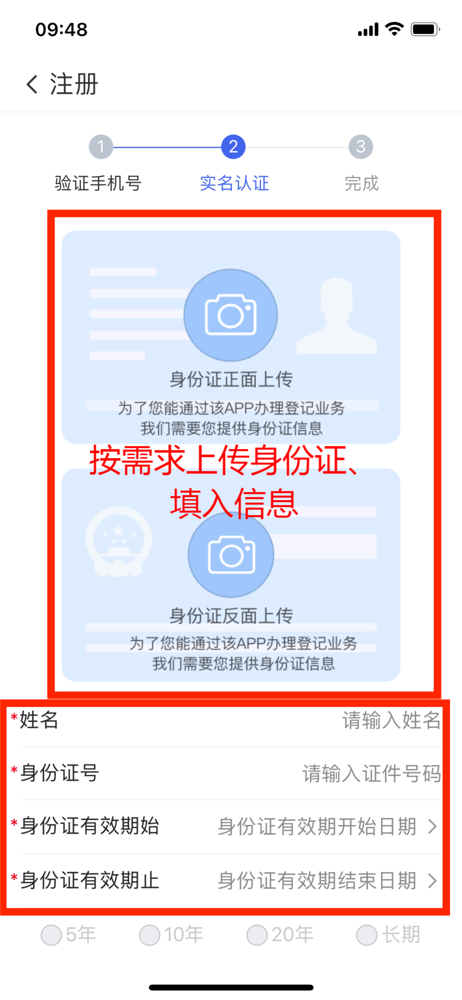 09:48
注册
1
2
3
验证手机号
实名认证
完成
身份证正面上传
为了您能通过该APP办理登记业务
我们需要您提供身份证信息
按需求上传身份证、
填入信息
身份证反面上传
为了您能通过该APP办理登记业务
我们需要您提供身份证信息
*姓名 请输入姓名
*身份证号 请输入证件号码
*身份证有效期始 身份证有效期开始日期
*身份证有效期止 身份证有效期结束日期
5年 10年 20年 长期